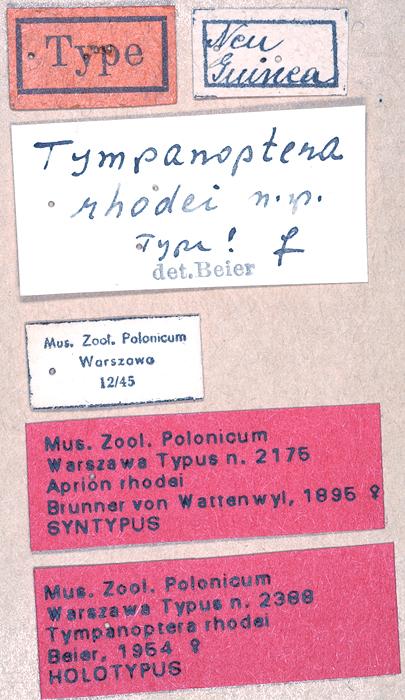 Type
Neu
Guinea
Tympanoptera
rhodei n.sp.
Type! ♀
det.Beier
Mus. Zool. Polonicum
Warszawa
12/45
Mus. Zool. Polonicum
Warszawa Typus n. 2175
Aprion rhodei
Brunner von Wattenwyl, 1895 ♀
SYNTYPUS
Mus. Zool. Polonicum
Warszawa Typus n. 2388
Tympanoptera rhodei
Beier, 1954 ♀
HOLOTYPUS